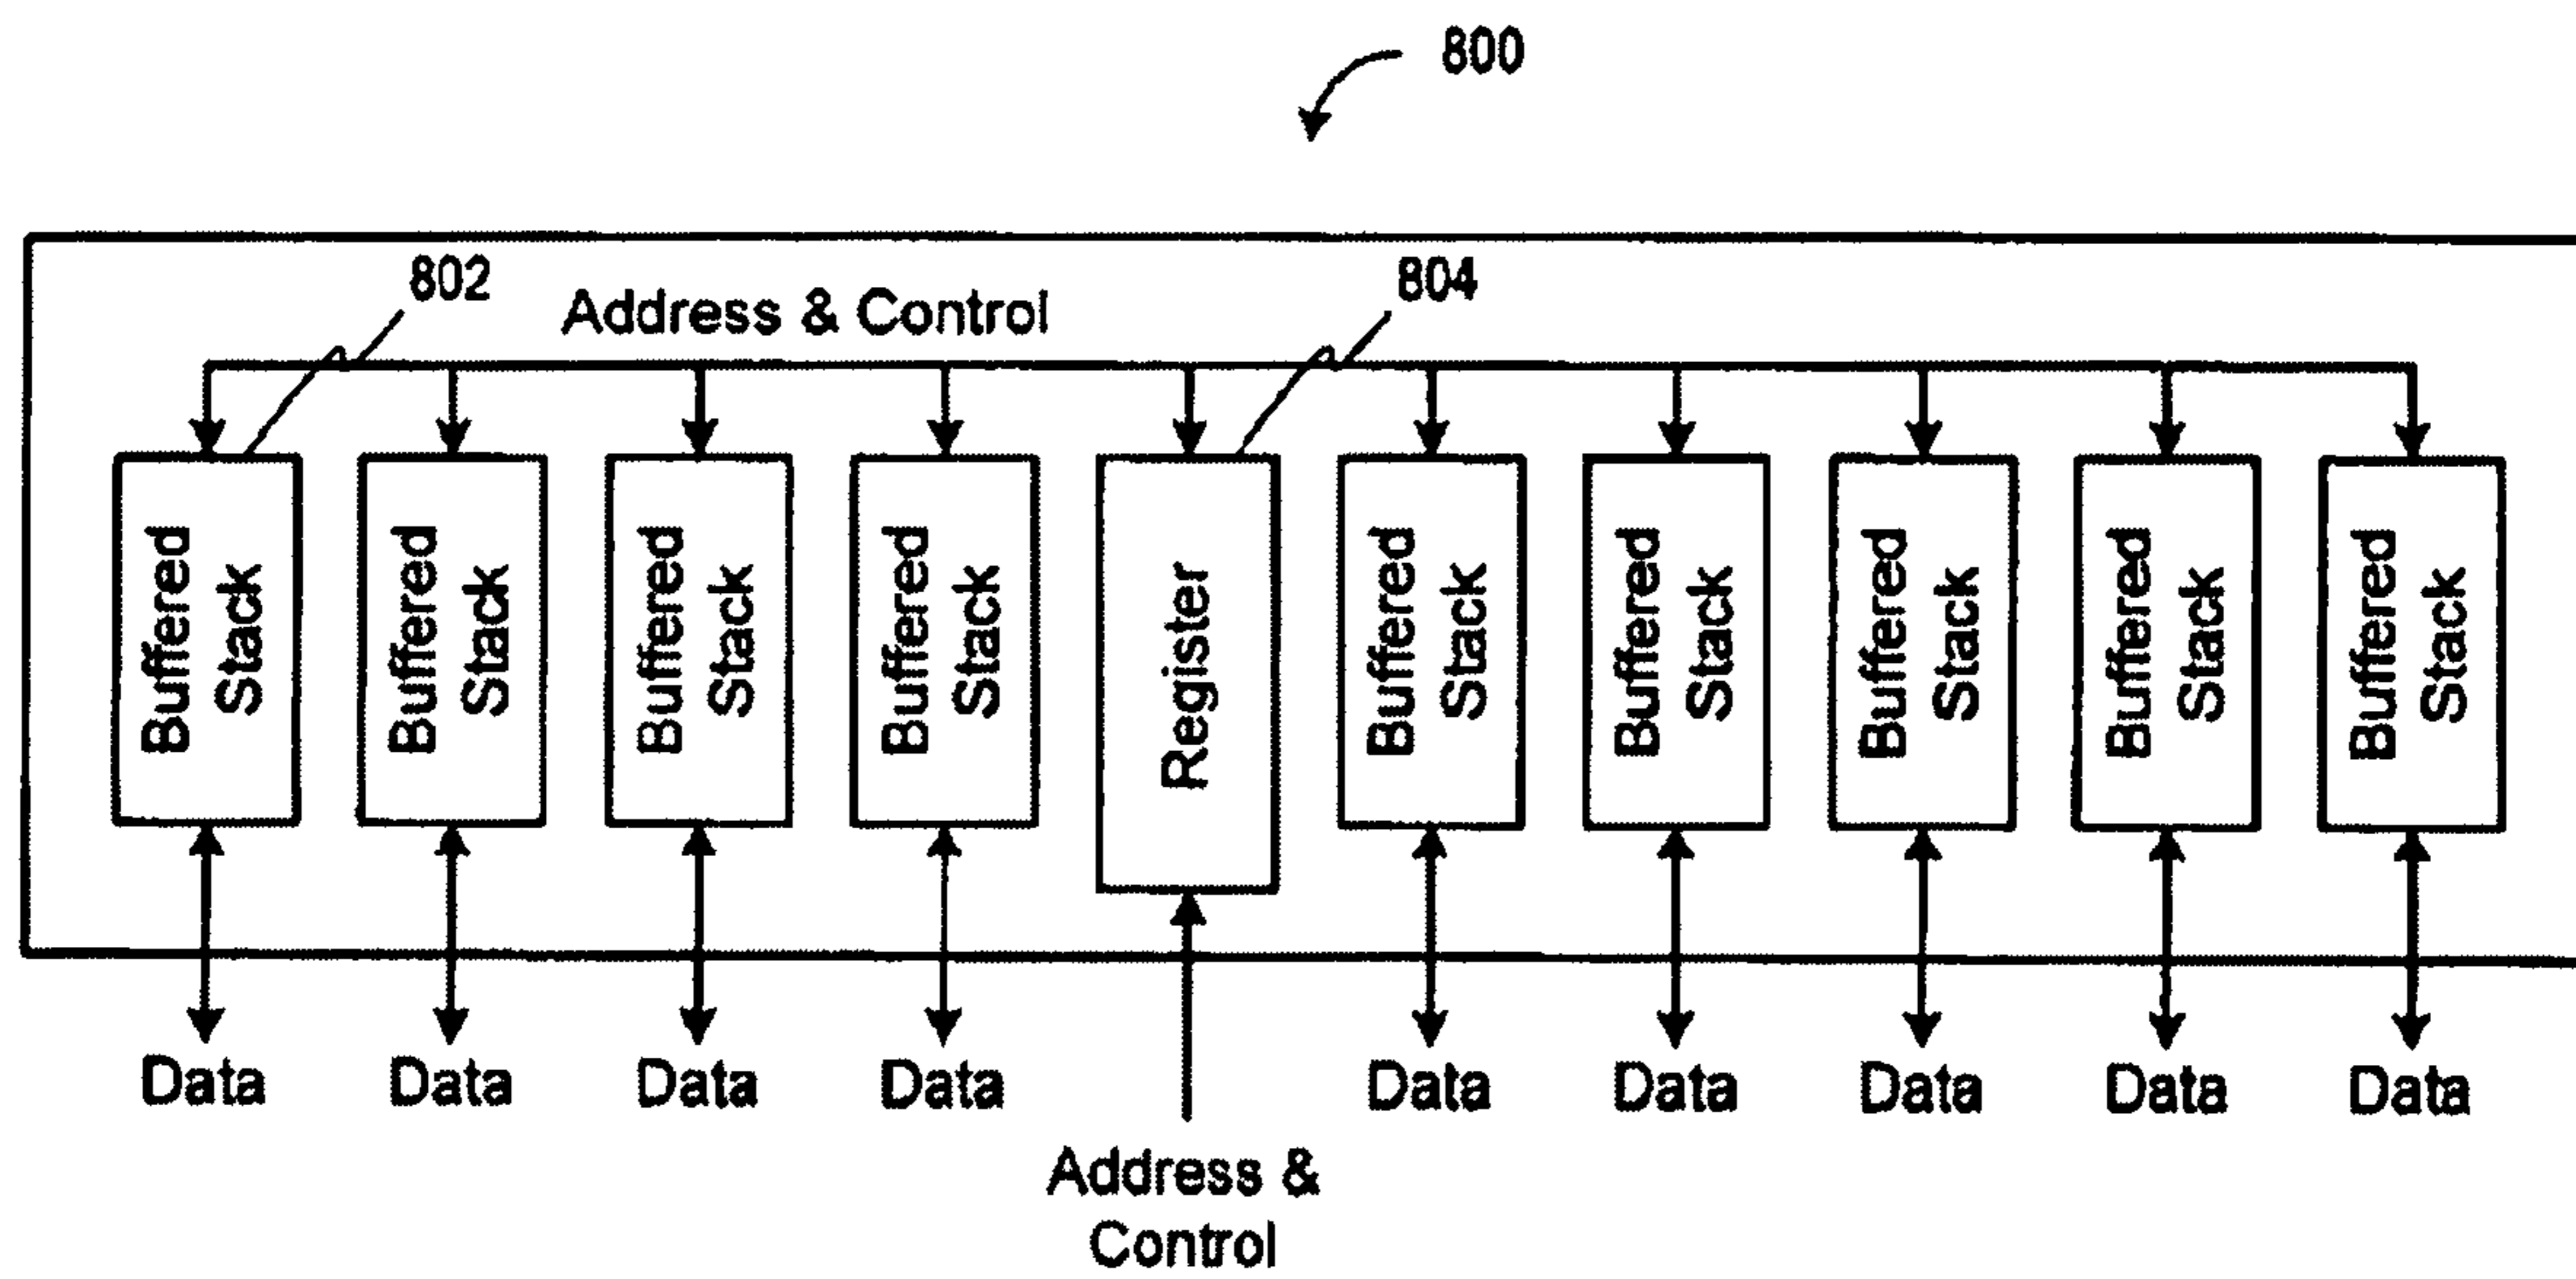 800
802
Address & Control
804
Buffered
Stack
Buffered
Stack
Buffered
Stack
Buffered
Stack
Register
Buffered
Stack
Buffered
Stack
Buffered
Stack
Buffered
Stack
Buffered
Stack
Data
Data
Data
Data
Data
Data
Data
Data
Data
Address &
Control